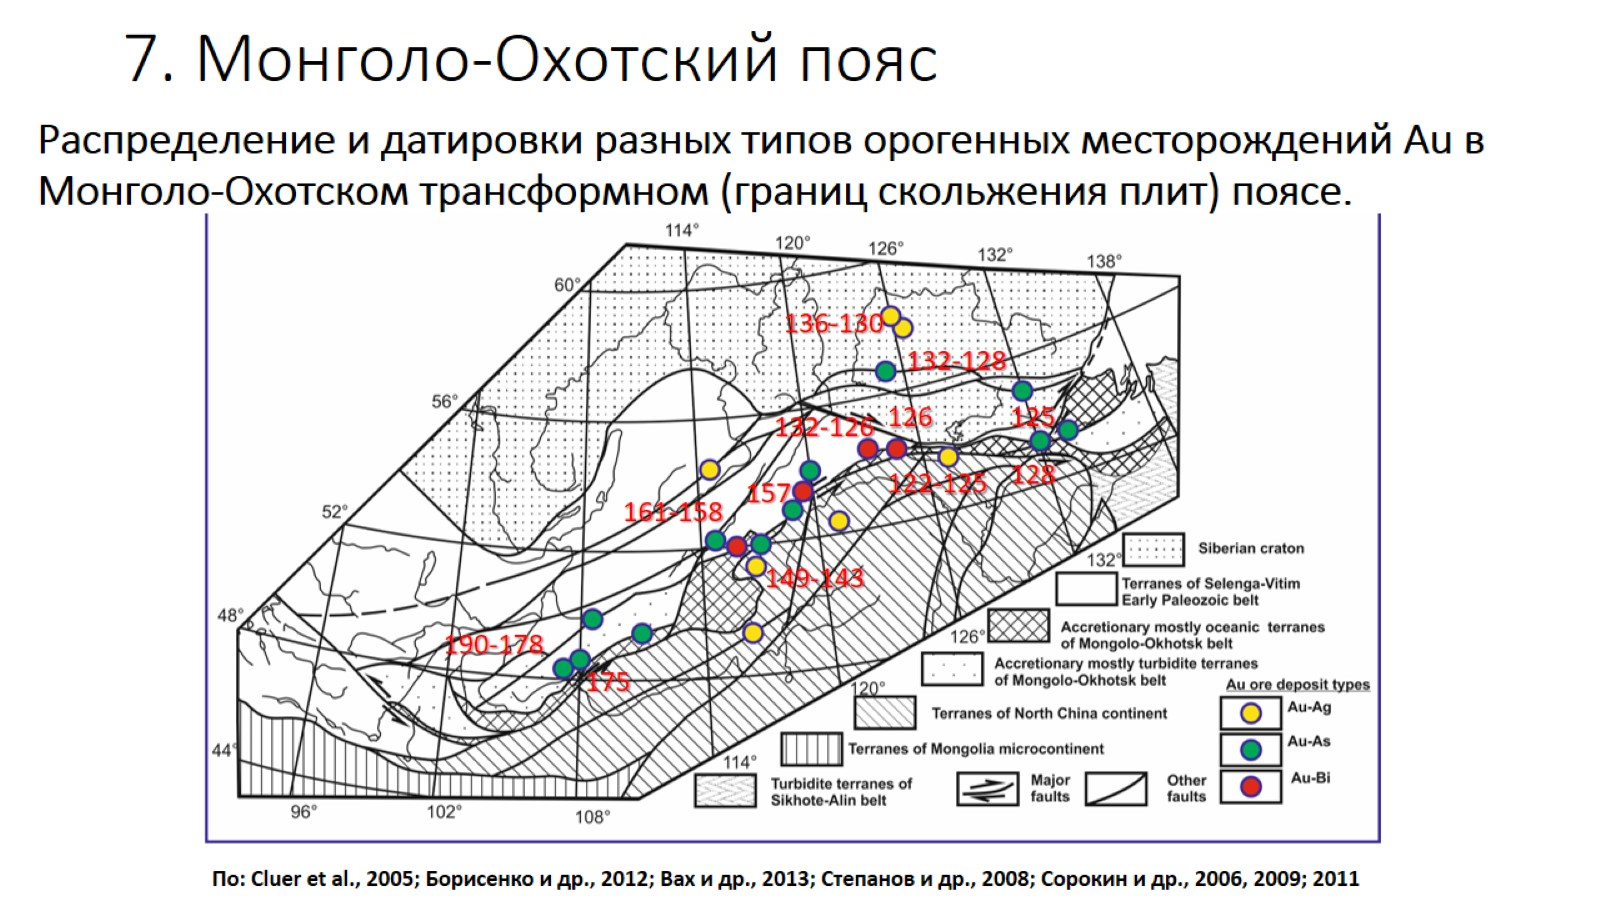 7. Монголо-Охотский пояс
Распределение и датировки разных типов орогенных месторождений Au в
Монголо-Охотском трансформном (границ скольжения плит) поясе.
114°
120°
126°
132°
138°
60°
136-130
132-128
56°
132-126
126
125
122-125
128
157
161-158
52°
149-143
132°
Siberian craton
Terranes of Selenga-Vitim
Early Paleozoic belt
48°
190-178
175
126°
Accretionary mostly oceanic terranes
of Mongolo-Okhotsk belt
Accretionary mostly turbidite terranes
of Mongolo-Okhotsk belt
120°
Terranes of North China continent
Au ore deposit types
Au-Ag
Au-As
Au-Bi
44°
Terranes of Mongolia microcontinent
114°
Turbidite terranes of
Sikhote-Alin belt
Major
faults
Other
faults
96°
102°
108°
По: Cluer et al., 2005; Борисенко и др., 2012; Вах и др., 2013; Степанов и др., 2008; Сорокин и др., 2006, 2009; 2011